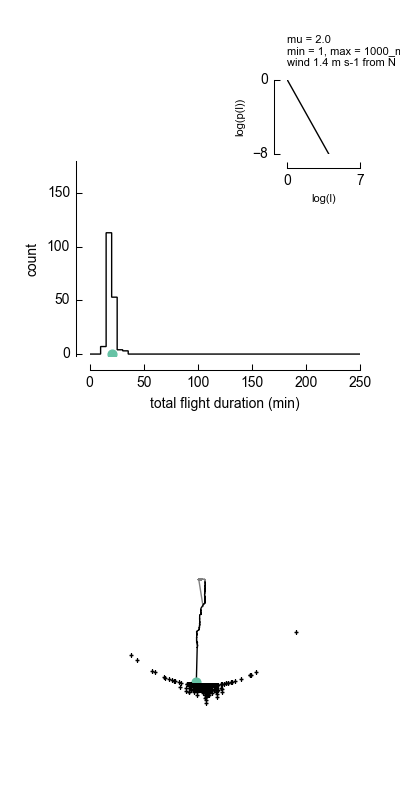 mu = 2.0
min = 1, max = 1000_m
wind 1.4 m s-1 from N
0
log(p(l))
−8
0 7
log(l)
150
100
50
0
count
0 50 100 150 200 250
total flight duration (min)